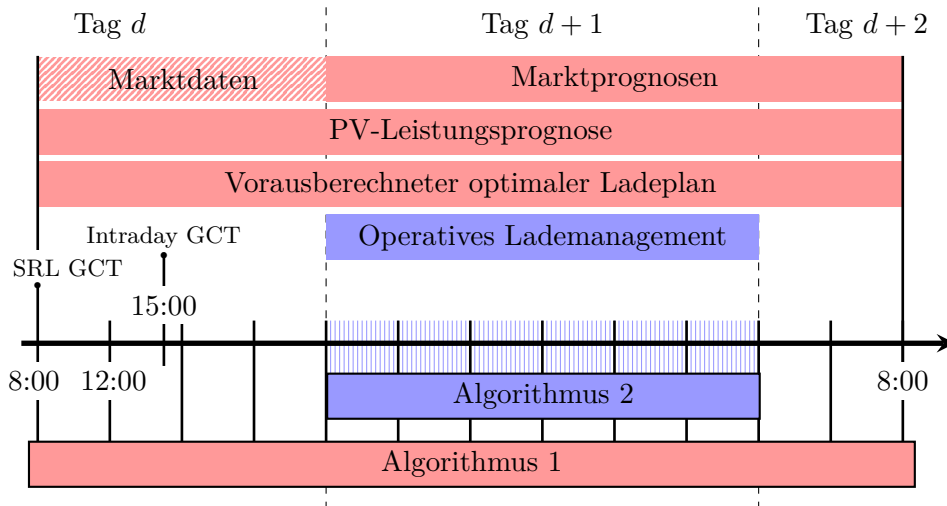 Tag d
Tag d + 1
Tag d + 2
Marktdaten
Marktprognosen
PV-Leistungsprognose
Vorausberechneter optimaler Ladeplan
Operatives Lademanagement
Intraday GCT
SRL GCT
15:00
8:00
12:00
8:00
Algorithmus 2
Algorithmus 1